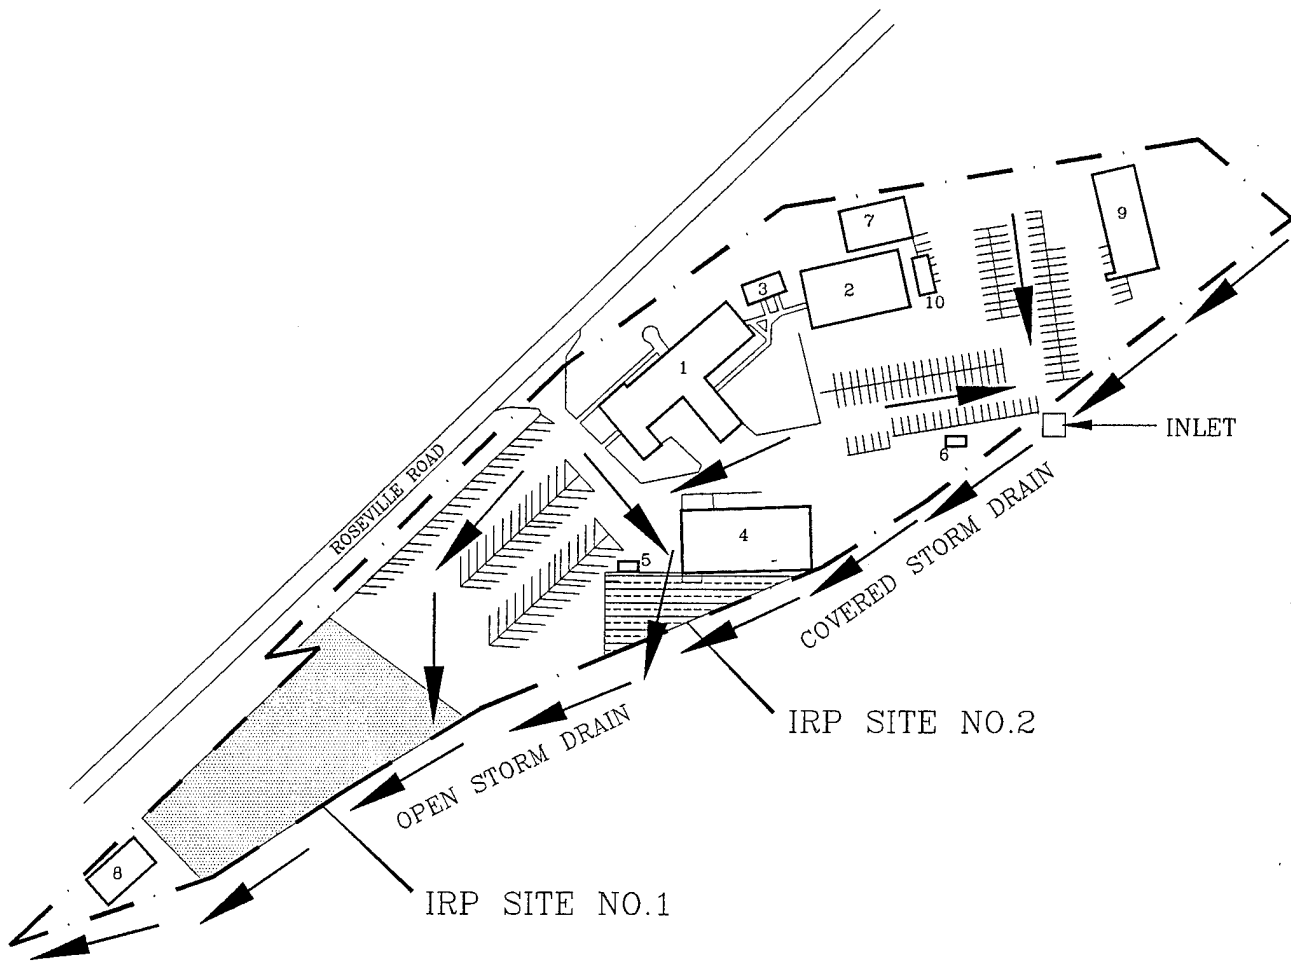 7
9
3
2
10
1
INLET
6
ROSEVILLE ROAD
4
5
COVERED STORM DRAIN
IRP SITE NO.2
OPEN STORM DRAIN
8
IRP SITE NO.1